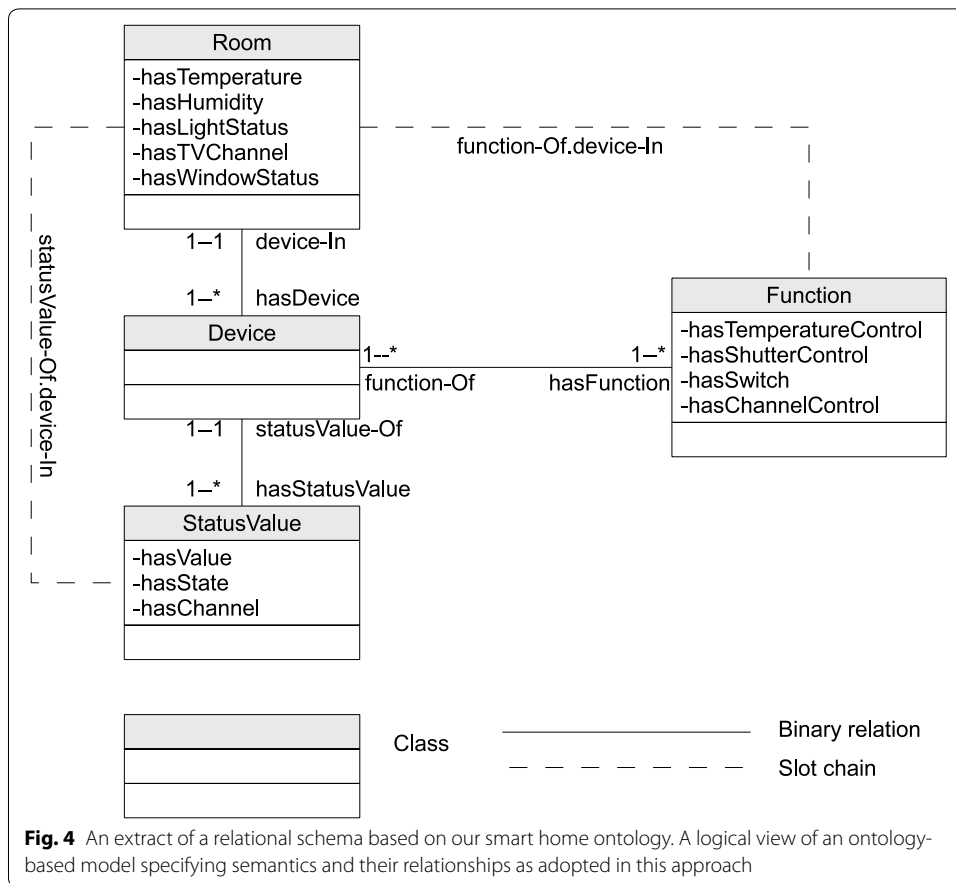 Room
-hasTemperature
-hasHumidity
-hasLightStatus
-hasTVChannel
-hasWindowStatus
function-Of.device-In
statusValue-Of.device-In
1–1 device-In
1–* hasDevice
Device
Function
-hasTemperatureControl
-hasShutterControl
-hasSwitch
-hasChannelControl
1--* 1–*
function-Of hasFunction
1–1 statusValue-Of
1–* hasStatusValue
StatusValue
-hasValue
-hasState
-hasChannel
Class
Binary relation
Slot chain
Fig. 4 An extract of a relational schema based on our smart home ontology. A logical view of an ontology-
based model specifying semantics and their relationships as adopted in this approach